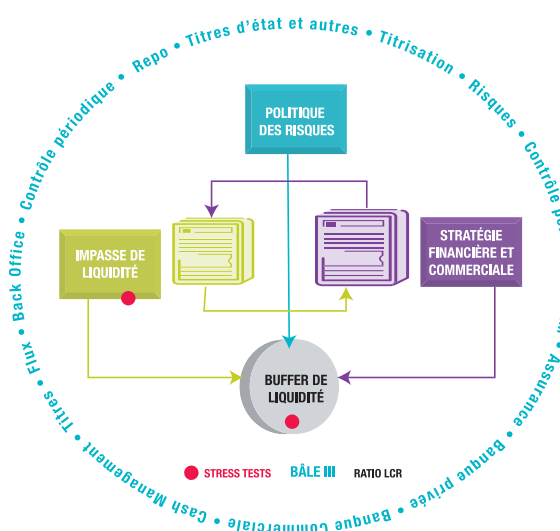 Back Office • Contrôle périodique • Repo • Titres d'état et autres • Titrisation • Risques • Contrôle
• Assurance • Banque privée • Banque Commerciale • Cash Management • Titres • Flux •
POLITIQUE
DES RISQUES
IMPASSE DE
LIQUIDITÉ
STRATÉGIE
FINANCIÈRE ET
COMMERCIALE
BUFFER DE
LIQUIDITÉ
STRESS TESTS
BÂLE III
RATIO LCR